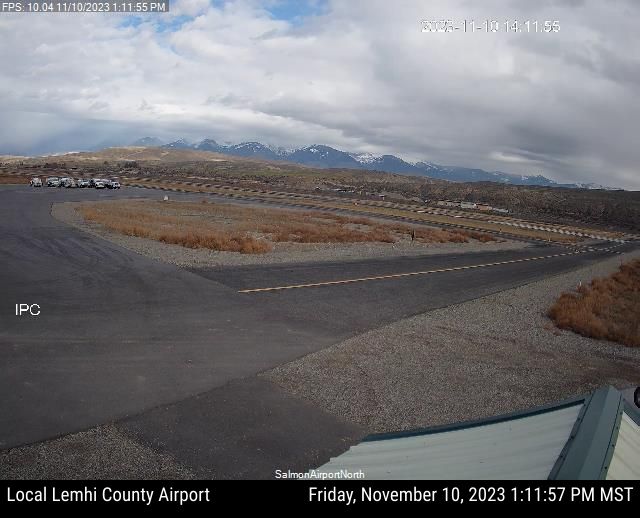 FPS: 10.04 11/10/2023 1:11:55 PM
2023-11-10 14:11:55
IPC
SalmonAirportNorth
Local Lemhi County Airport
Friday, November 10, 2023 1:11:57 PM MST